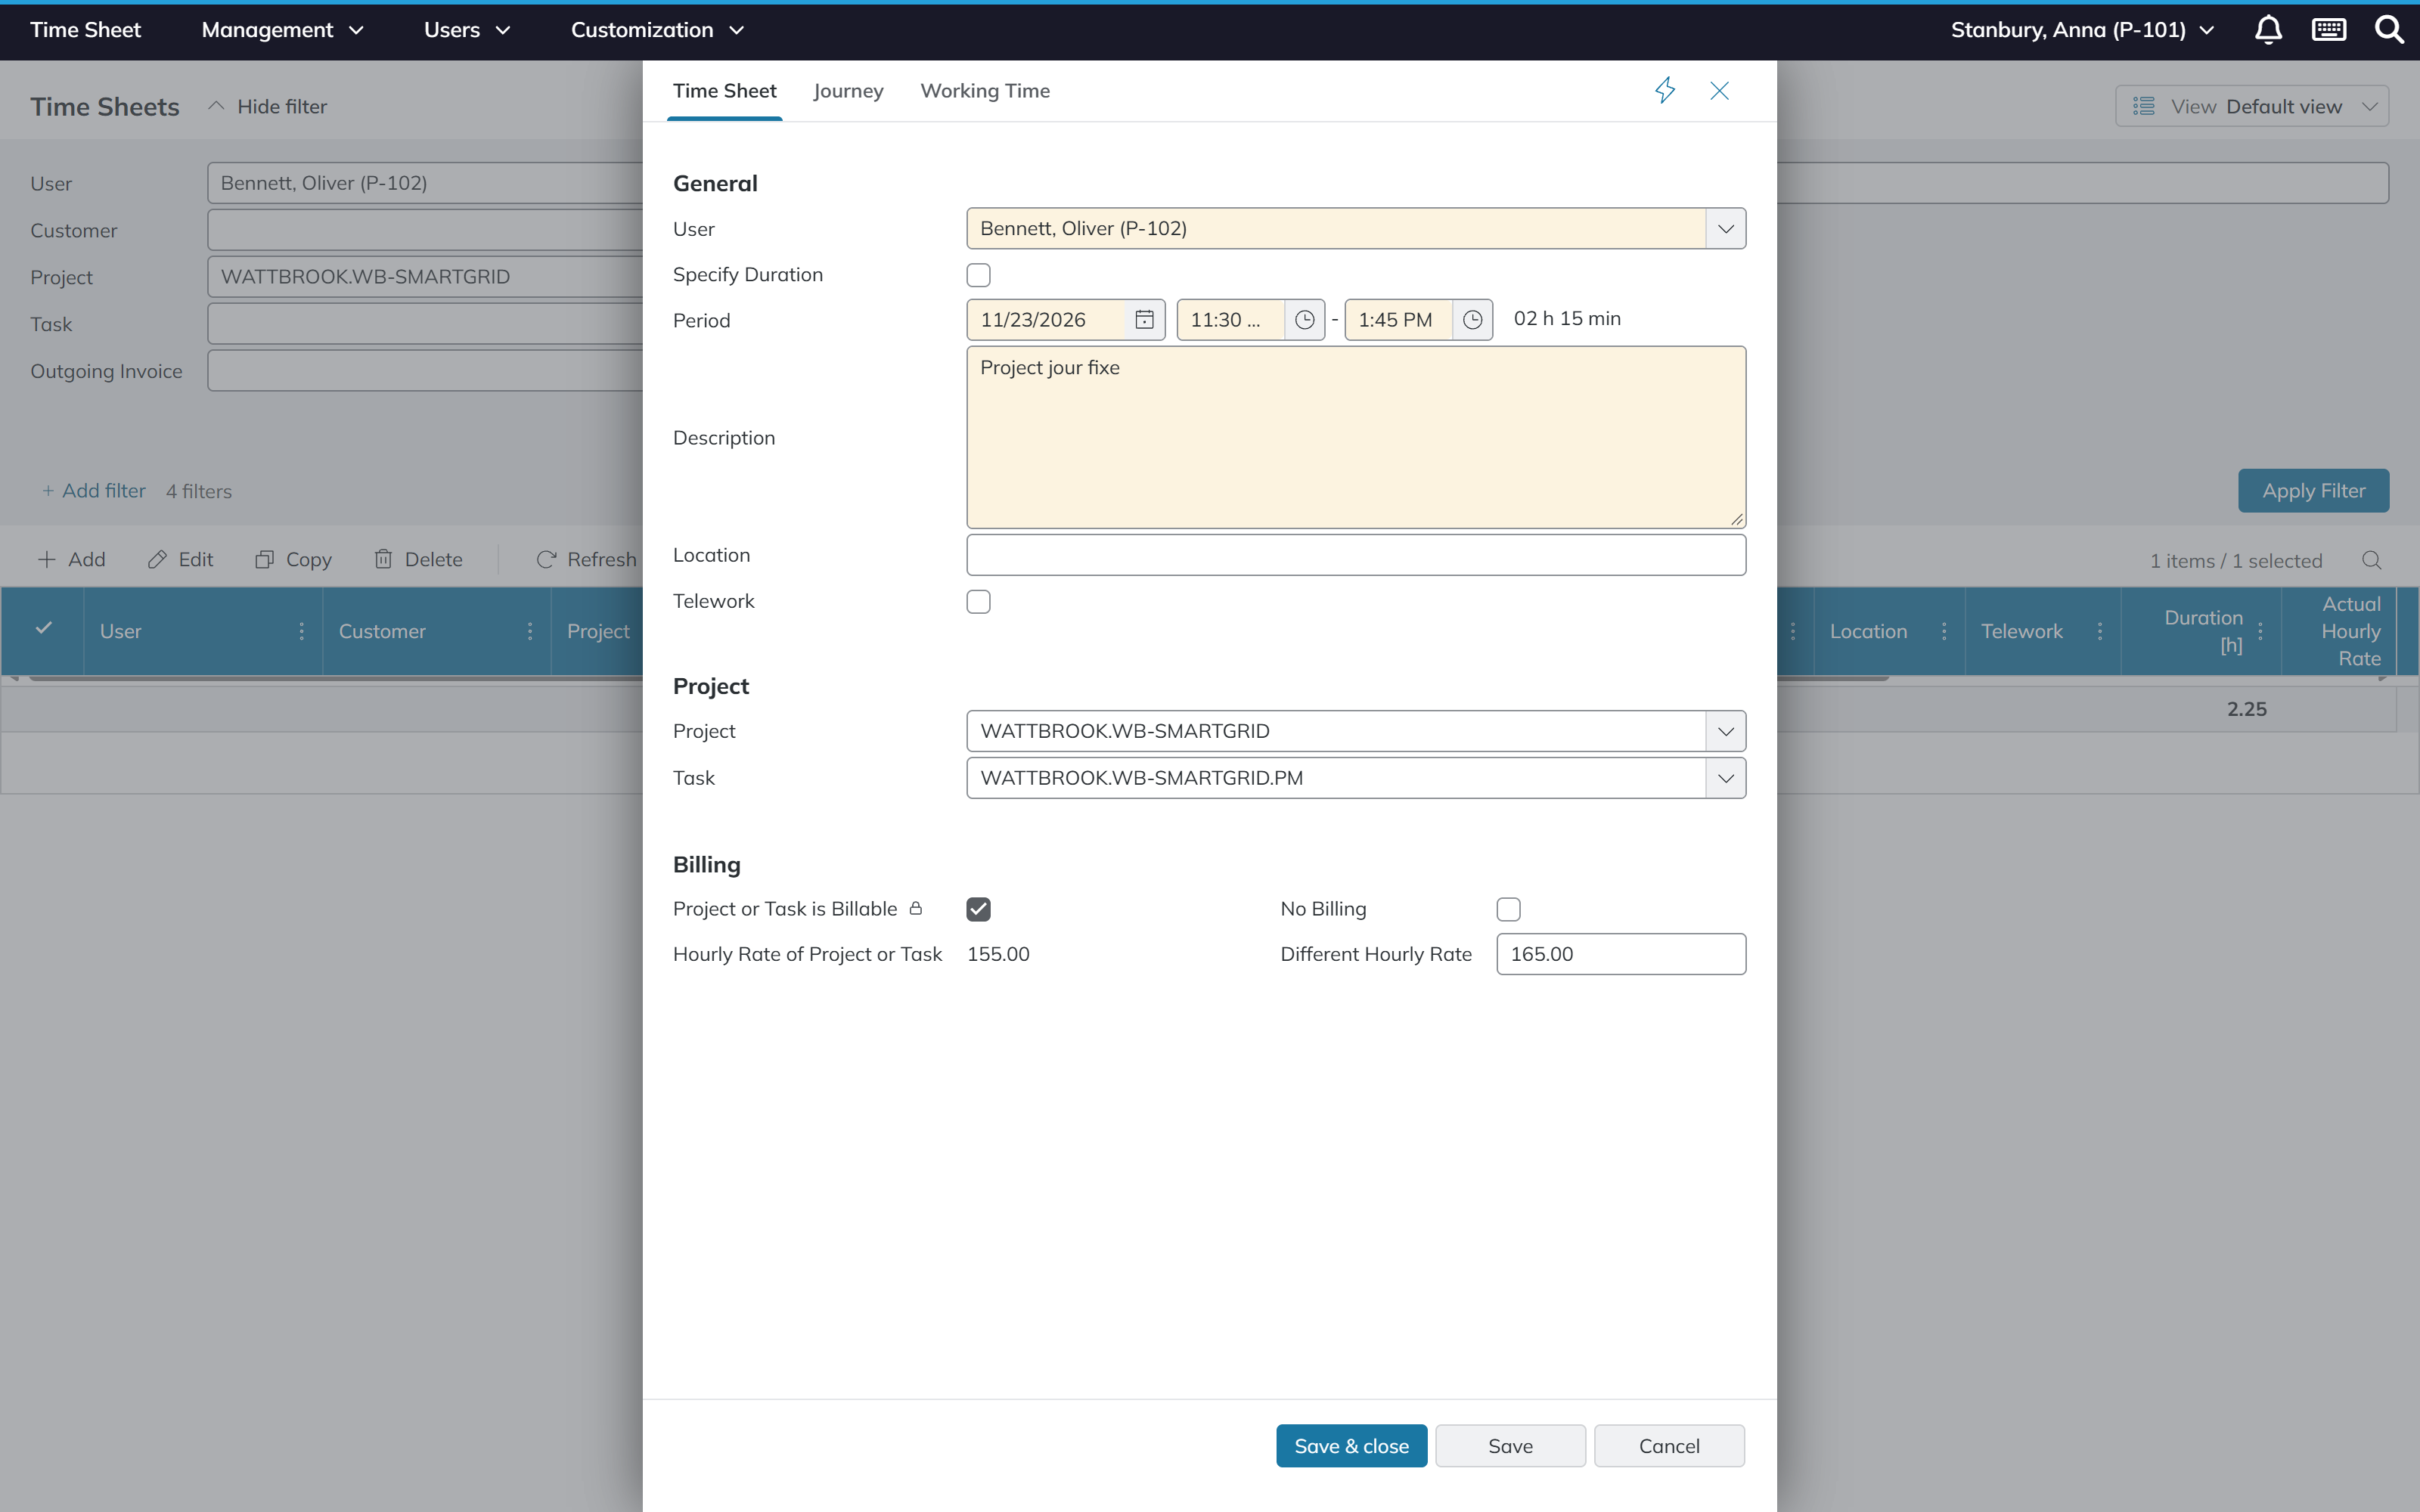 Time Sheet Management Users Customization Stanbury, Anna (P-101)
Time Sheets Hide filter View Default view
User Bennett, Oliver (P-102)
Customer
Project WATTBROOK.WB-SMARTGRID
Task
Outgoing Invoice
+ Add filter 4 filters Apply Filter
Add Edit Copy Delete Refresh 1 items / 1 selected
User Customer Project Location Telework Duration [h] Actual Hourly Rate
2.25
Time Sheet Journey Working Time
General
User Bennett, Oliver (P-102)
Specify Duration
Period 11/23/2026 11:30 ... - 1:45 PM 02 h 15 min
Description Project jour fixe
Location
Telework
Project
Project WATTBROOK.WB-SMARTGRID
Task WATTBROOK.WB-SMARTGRID.PM
Billing
Project or Task is Billable No Billing
Hourly Rate of Project or Task 155.00 Different Hourly Rate 165.00
Save & close Save Cancel